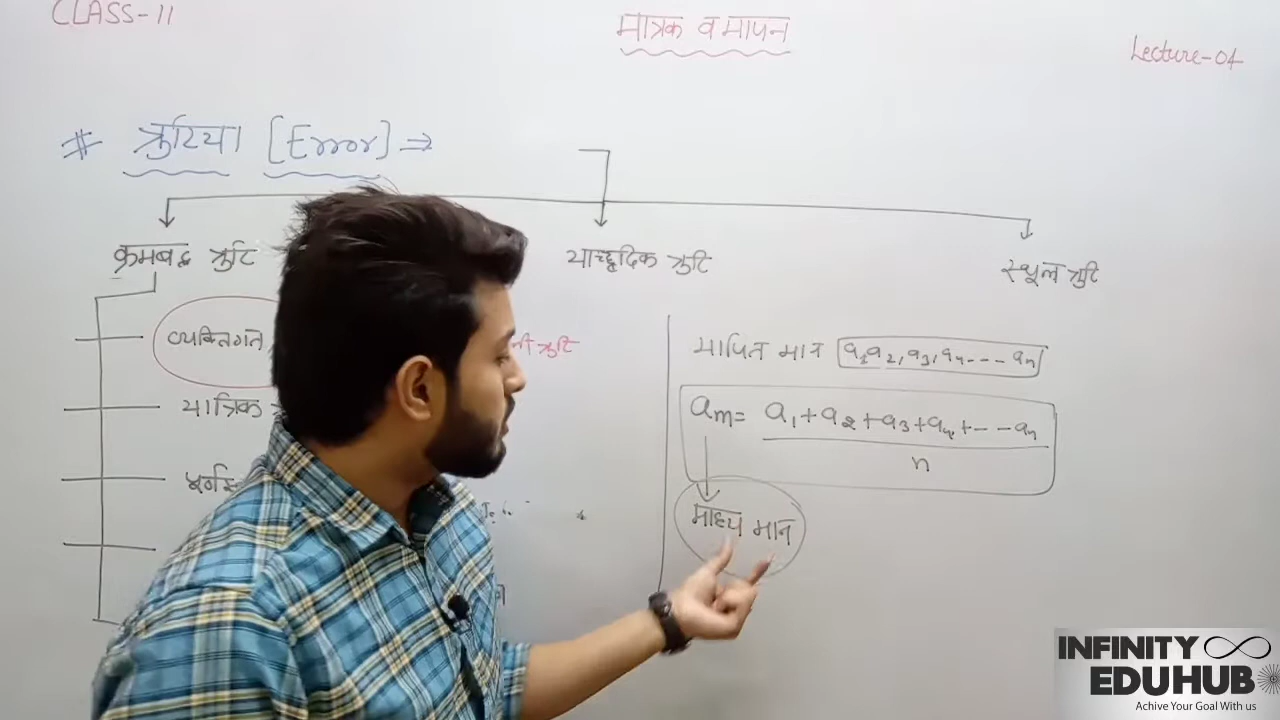 CLASS-11
मात्रक व मापन
Lecture-04
# त्रुटिया [Error] ⇒
क्रमबद्ध त्रुटि
याच्छ्रदिक त्रुटि
स्थूल त्रुटि
व्यक्तिगत
त्रुटि
यात्रिक
मापित मान a₁,a₂,a₃,a₄---- aₙ
aₘ= a₁+a₂+a₃+a₄+- -aₙ
n
माध्य मान
INFINITY
EDUHUB
Achive Your Goal With us